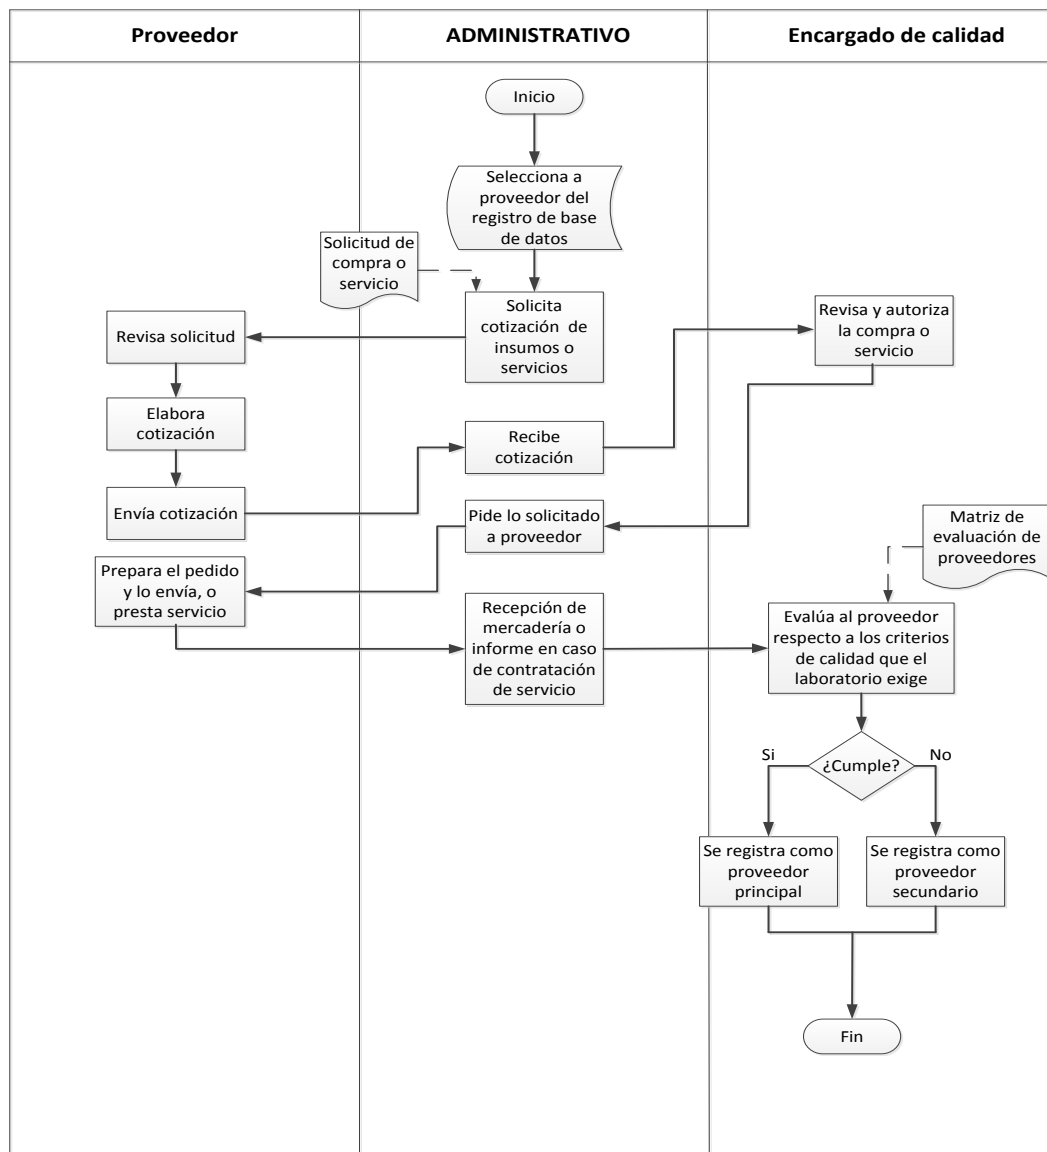 Proveedor
ADMINISTRATIVO
Encargado de calidad
Inicio
Selecciona a
proveedor del
registro de base
de datos
Solicitud de
compra o
servicio
Solicita
cotización de
insumos o
servicios
Revisa y autoriza
la compra o
servicio
Revisa solicitud
Elabora
cotización
Recibe
cotización
Envía cotización
Pide lo solicitado
a proveedor
Matriz de
evaluación de
proveedores
Prepara el pedido
y lo envía, o
presta servicio
Recepción de
mercadería o
informe en caso
de contratación
de servicio
Evalúa al proveedor
respecto a los criterios
de calidad que el
laboratorio exige
Si
¿Cumple?
No
Se registra como
proveedor
principal
Se registra como
proveedor
secundario
Fin